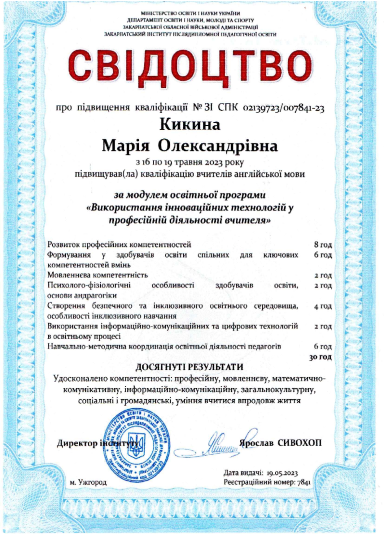 МІНІСТЕРСТВО ОСВІТИ І НАУКИ УКРАЇНИ
ДЕПАРТАМЕНТ ОСВІТИ І НАУКИ, МОЛОДІ ТА СПОРТУ
ЗАКАРПАТСЬКОЇ ОБЛАСНОЇ ВІЙСЬКОВОЇ АДМІНІСТРАЦІЇ
ЗАКАРПАТСЬКИЙ ІНСТИТУТ ПІСЛЯДИПЛОМНОЇ ПЕДАГОГІЧНОЇ ОСВІТИ
СВІДОЦТВО
про підвищення кваліфікації № ЗІ СПК 02139723/007841-23
Кикина
Марія Олександрівна
з 16 по 19 травня 2023 року
підвищував(ла) кваліфікацію вчителів англійської мови
за модулем освітньої програми
«Використання інноваційних технологій у
професійній діяльності вчителя»
Розвиток професійних компетентностей 8 год
Формування у здобувачів освіти спільних для ключових 6 год
компетентностей вмінь
Мовленнєва компетентність 2 год
Психолого-фізіологічні особливості здобувачів освіти, 2 год
основи андрагогіки
Створення безпечного та інклюзивного освітнього середовища, 4 год
особливості інклюзивного навчання
Використання інформаційно-комунікаційних та цифрових технологій 2 год
в освітньому процесі
Навчально-методична координація освітньої діяльності педагогів 6 год
30 год
ДОСЯГНУТІ РЕЗУЛЬТАТИ
Удосконалено компетентності: професійну, мовленнєву, математично-
комунікативну, інформаційно-комунікаційну, загальнокультурну,
соціальні і громадянські, уміння вчитися впродовж життя
Директор інституту Ярослав СИВОХОП
Дата видачі: 19.05.2023
м. Ужгород Реєстраційний номер: 7841